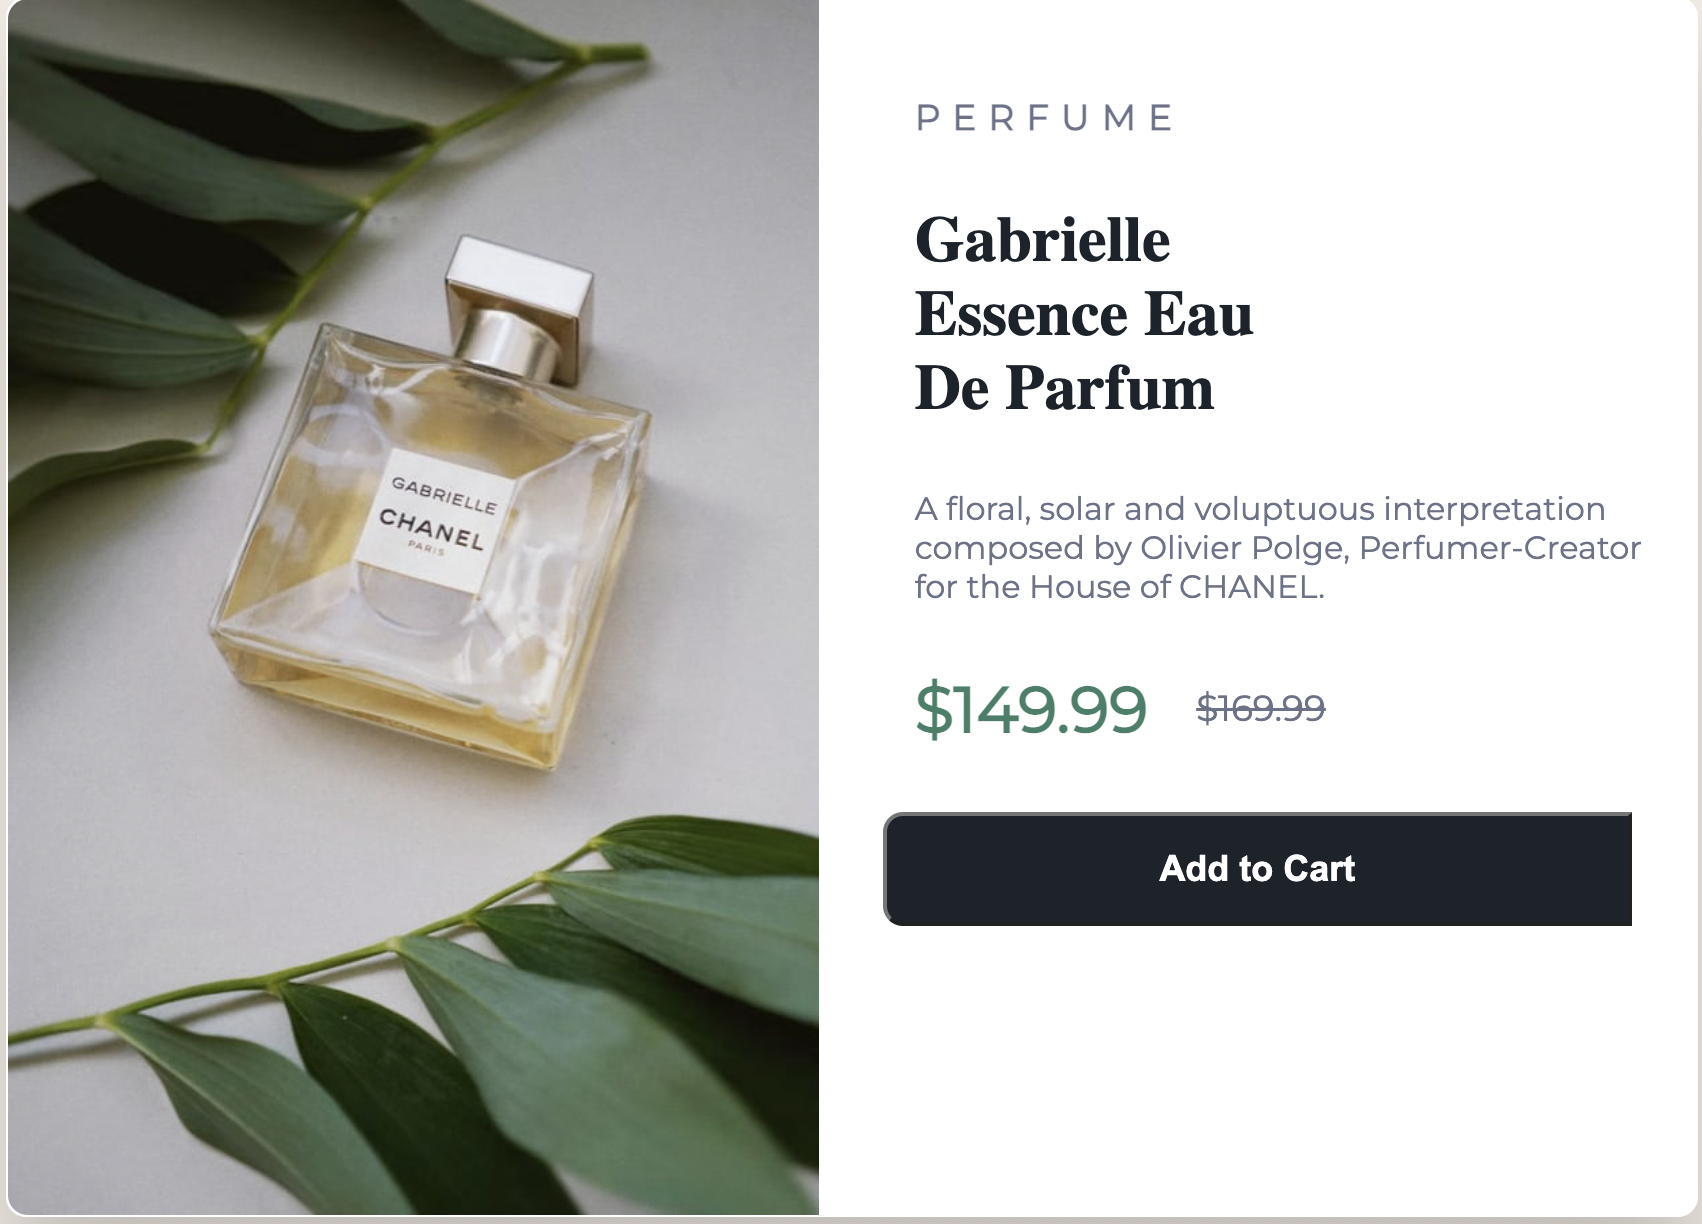 GABRIELLE
CHANEL
PARIS
PERFUME
Gabrielle
Essence Eau
De Parfum
A floral, solar and voluptuous interpretation
composed by Olivier Polge, Perfumer-Creator
for the House of CHANEL.
$149.99 $169.99
Add to Cart